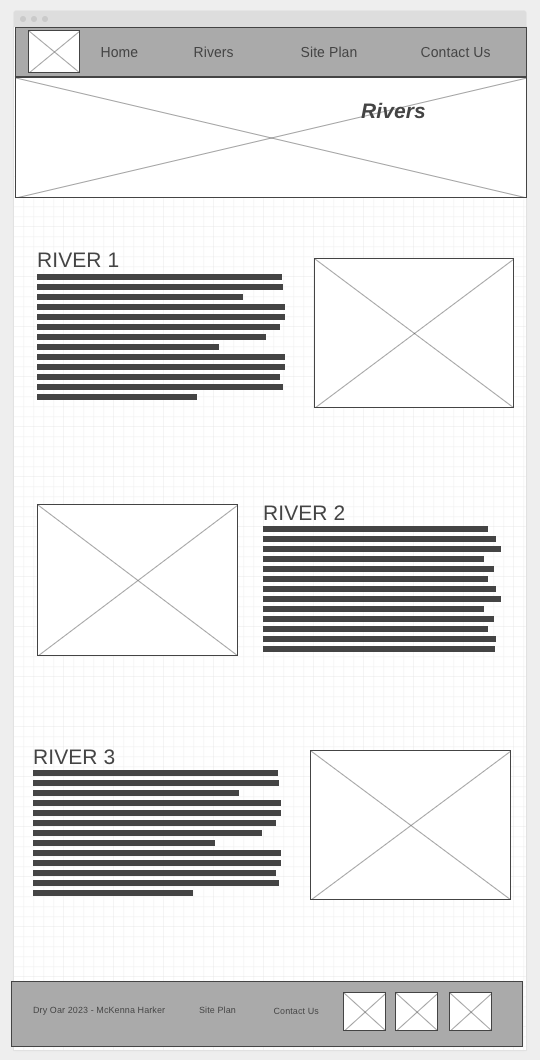 Home Rivers Site Plan Contact Us
Rivers
RIVER 1
RIVER 2
RIVER 3
Dry Oar 2023 - McKenna Harker Site Plan Contact Us